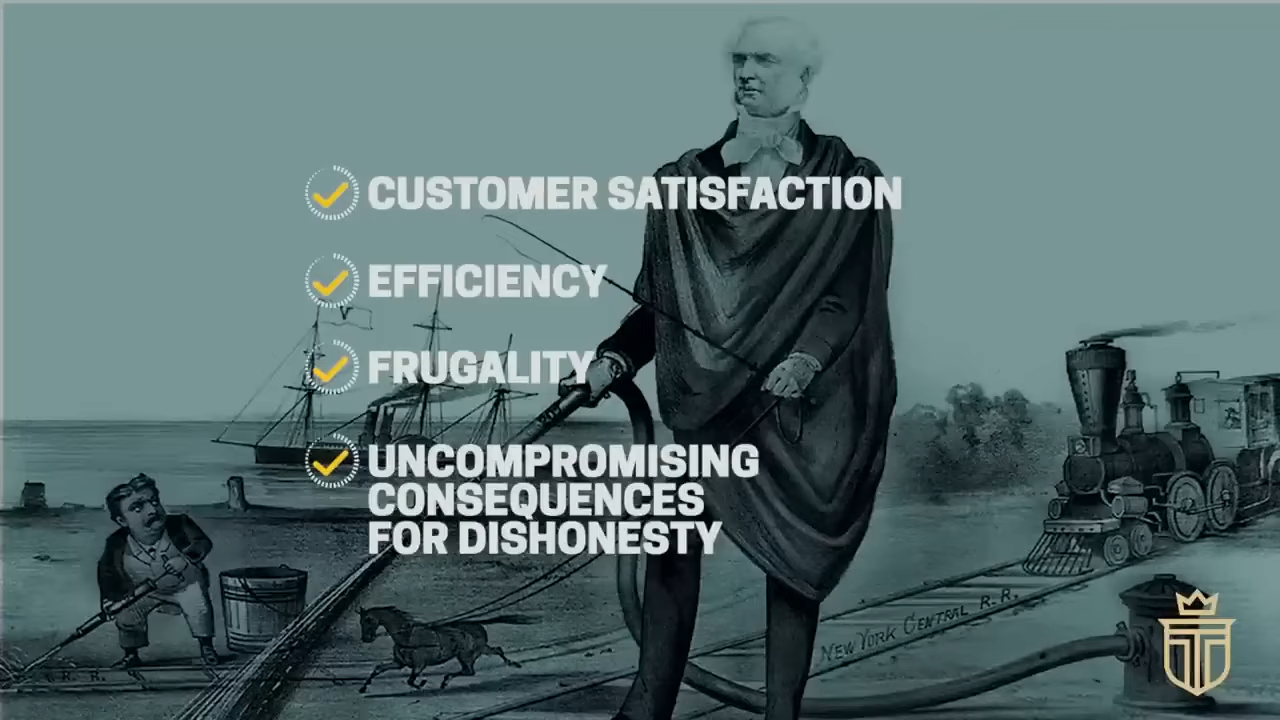 CUSTOMER SATISFACTION
EFFICIENCY
FRUGALITY
UNCOMPROMISING
CONSEQUENCES
FOR DISHONESTY
NEW YORK CENTRAL R.R.
R.R.